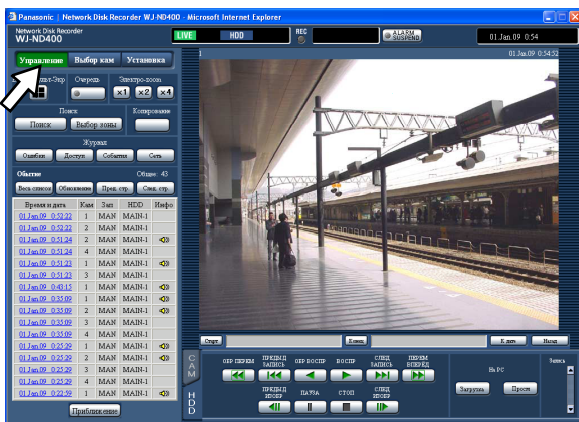 Panasonic | Network Disk Recorder WJ-ND400 - Microsoft Internet Explorer
Network Disk Recorder
WJ-ND400
LIVE HDD REC ALARM SUSPEND 01.Jan.09 0:54
Управление Выбор кам Установка
1 01.Jan.09 0:54:52
Очередь Электро-зоом
x1 x2 x4
Поиск Копирование
Поиск Выбор зоны
Журнал
Ошибки Доступ События Сеть
Обытие Общее: 43
Весь список Обновление Пред. стр. След. стр.
Время и дата Кам Зап HDD Инфо
01.Jan.09 0:52:22 1 MAN MAIN-1
01.Jan.09 0:52:22 2 MAN MAIN-1
01.Jan.09 0:51:24 2 MAN MAIN-1
01.Jan.09 0:51:24 4 MAN MAIN-1
01.Jan.09 0:51:23 1 MAN MAIN-1
01.Jan.09 0:51:23 3 MAN MAIN-1
01.Jan.09 0:43:15 1 MAN MAIN-1
01.Jan.09 0:35:09 1 MAN MAIN-1
01.Jan.09 0:35:09 2 MAN MAIN-1
01.Jan.09 0:35:09 3 MAN MAIN-1
01.Jan.09 0:35:09 4 MAN MAIN-1
01.Jan.09 0:25:29 1 MAN MAIN-1
01.Jan.09 0:25:29 2 MAN MAIN-1
01.Jan.09 0:25:29 3 MAN MAIN-1
01.Jan.09 0:25:29 4 MAN MAIN-1
01.Jan.09 0:22:59 1 MAN MAIN-1
Приближение
Старт Конец К дате Назад
CAM
HDD
ОБР ПЕРЕМ ПРЕДЫД ЗАПИСЬ ОБР ВОСПР ВОСПР СЛЕД ЗАПИСЬ ПЕРЕМ ВПЕРЁД
ПРЕДЫД ИЗОБР ПАУЗА СТОП СЛЕД ИЗОБР
На РС
Загрузка Просм
Запись